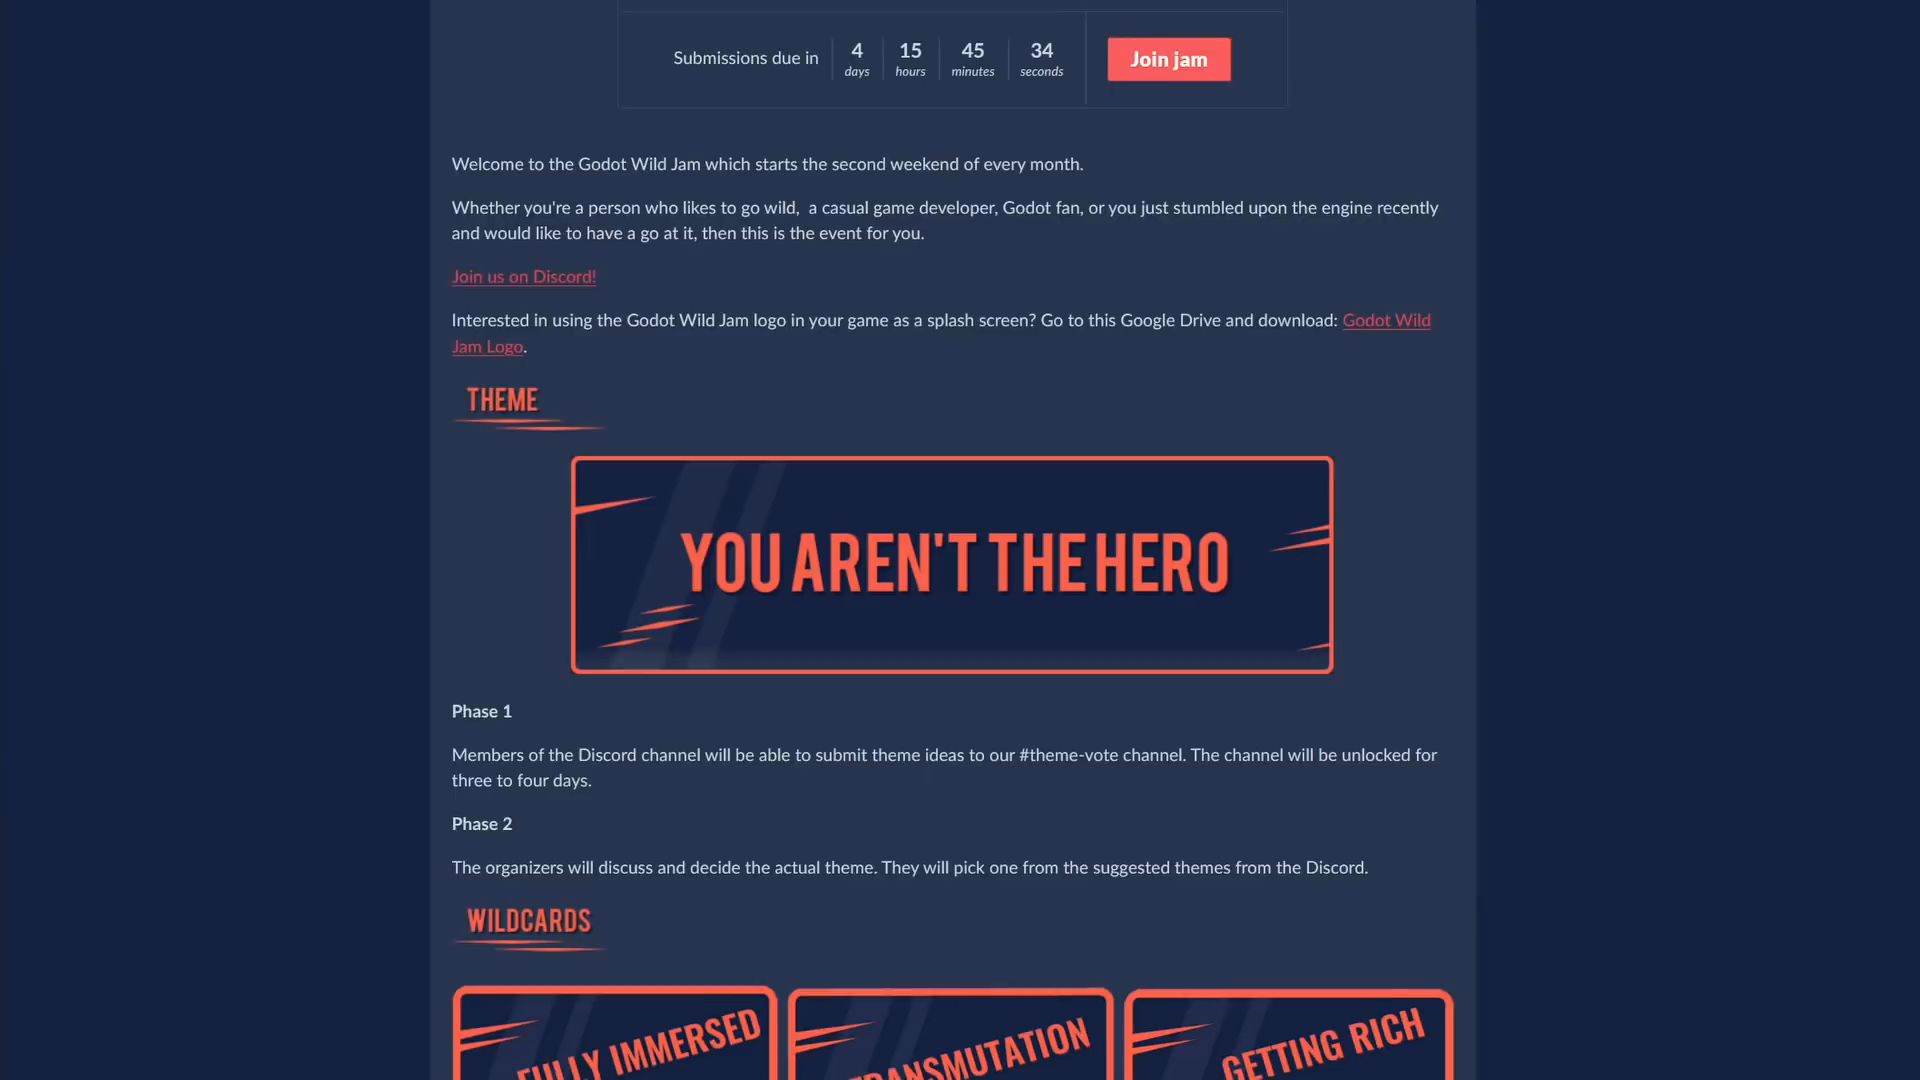 Submissions due in 4 days 15 hours 45 minutes 34 seconds Join jam
Welcome to the Godot Wild Jam which starts the second weekend of every month.
Whether you're a person who likes to go wild,  a casual game developer, Godot fan, or you just stumbled upon the engine recently
and would like to have a go at it, then this is the event for you.
Join us on Discord!
Interested in using the Godot Wild Jam logo in your game as a splash screen? Go to this Google Drive and download: Godot Wild
Jam Logo.
THEME
YOU AREN'T THE HERO
Phase 1
Members of the Discord channel will be able to submit theme ideas to our #theme-vote channel. The channel will be unlocked for
three to four days.
Phase 2
The organizers will discuss and decide the actual theme. They will pick one from the suggested themes from the Discord.
WILDCARDS
FULLY IMMERSED
TRANSMUTATION
GETTING RICH